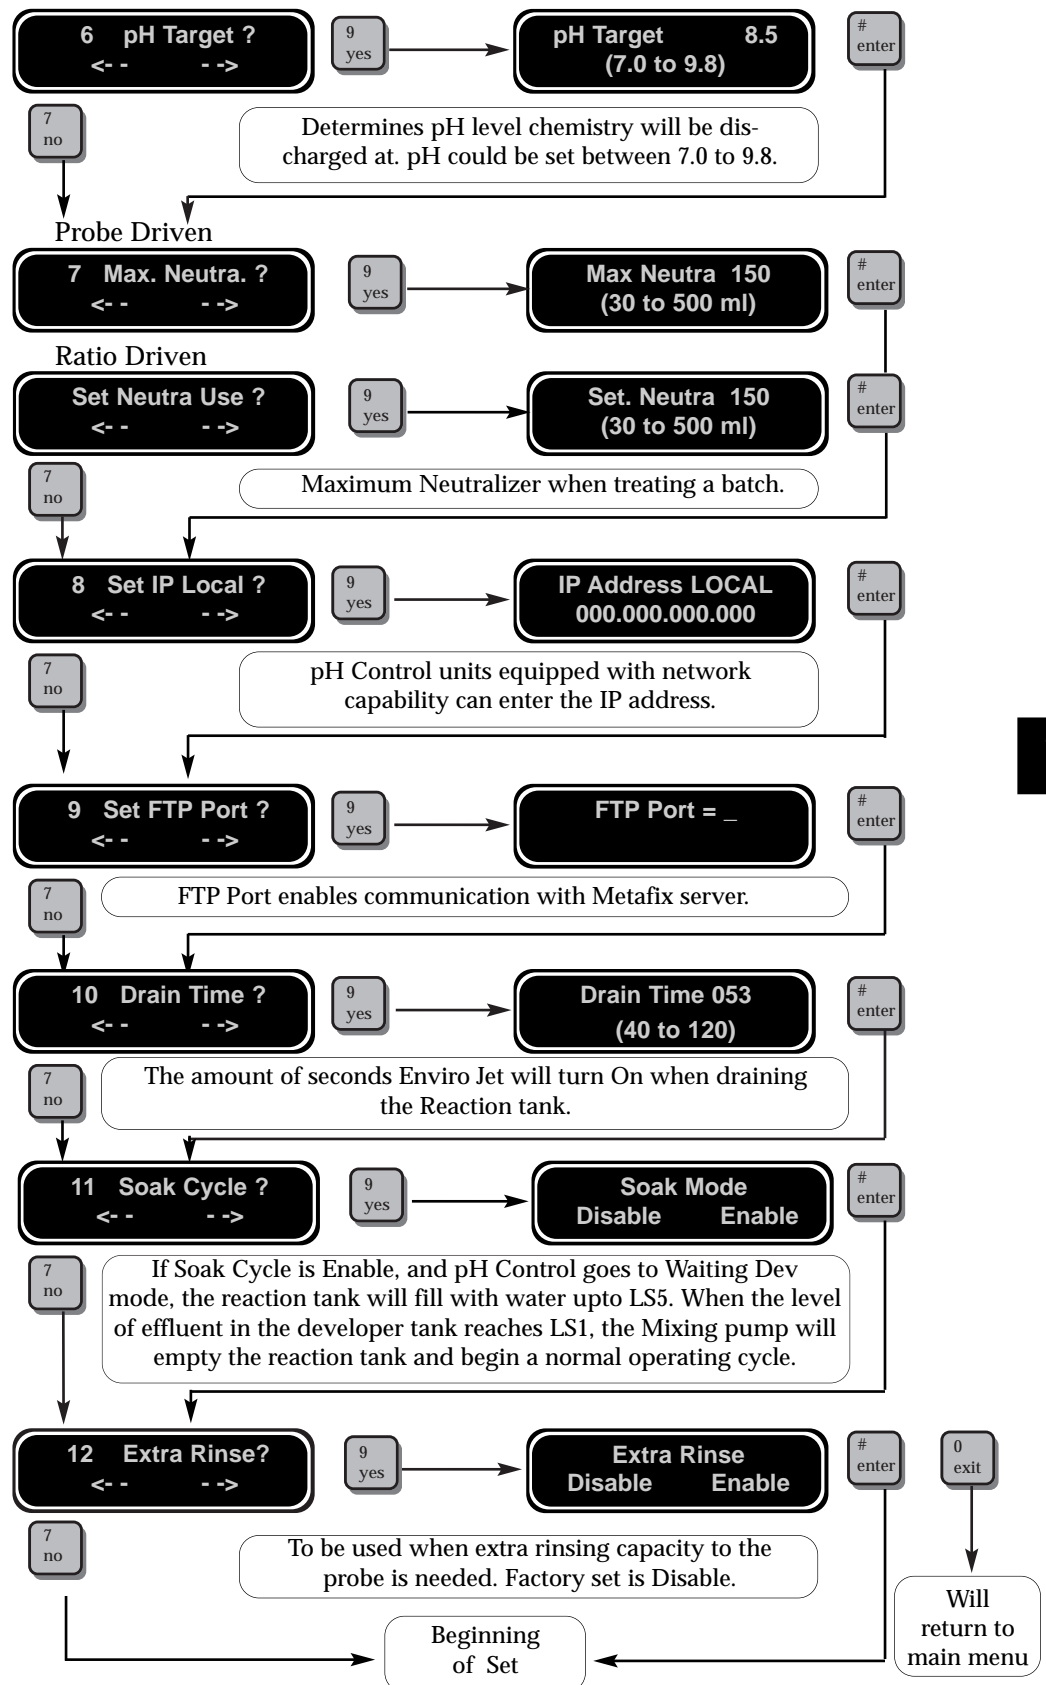 6 pH Target ?
<- - - ->
9
yes
pH Target 8.5
(7.0 to 9.8)
#
enter
7
no
Determines pH level chemistry will be dis-
charged at. pH could be set between 7.0 to 9.8.
Probe Driven
7 Max. Neutra. ?
<- - - ->
9
yes
Max Neutra 150
(30 to 500 ml)
#
enter
Ratio Driven
Set Neutra Use ?
<- - - ->
9
yes
Set. Neutra 150
(30 to 500 ml)
#
enter
7
no
Maximum Neutralizer when treating a batch.
8 Set IP Local ?
<- - - ->
9
yes
IP Address LOCAL
000.000.000.000
#
enter
7
no
pH Control units equipped with network
capability can enter the IP address.
9 Set FTP Port ?
<- - - ->
9
yes
FTP Port = _
#
enter
7
no
FTP Port enables communication with Metafix server.
10 Drain Time ?
<- - - ->
9
yes
Drain Time 053
(40 to 120)
#
enter
7
no
The amount of seconds Enviro Jet will turn On when draining
the Reaction tank.
11 Soak Cycle ?
<- - - ->
9
yes
Soak Mode
Disable Enable
#
enter
7
no
If Soak Cycle is Enable, and pH Control goes to Waiting Dev
mode, the reaction tank will fill with water upto LS5. When the level
of effluent in the developer tank reaches LS1, the Mixing pump will
empty the reaction tank and begin a normal operating cycle.
12 Extra Rinse?
<- - - ->
9
yes
Extra Rinse
Disable Enable
#
enter
0
exit
7
no
To be used when extra rinsing capacity to the
probe is needed. Factory set is Disable.
Will
return to
main menu
Beginning
of Set